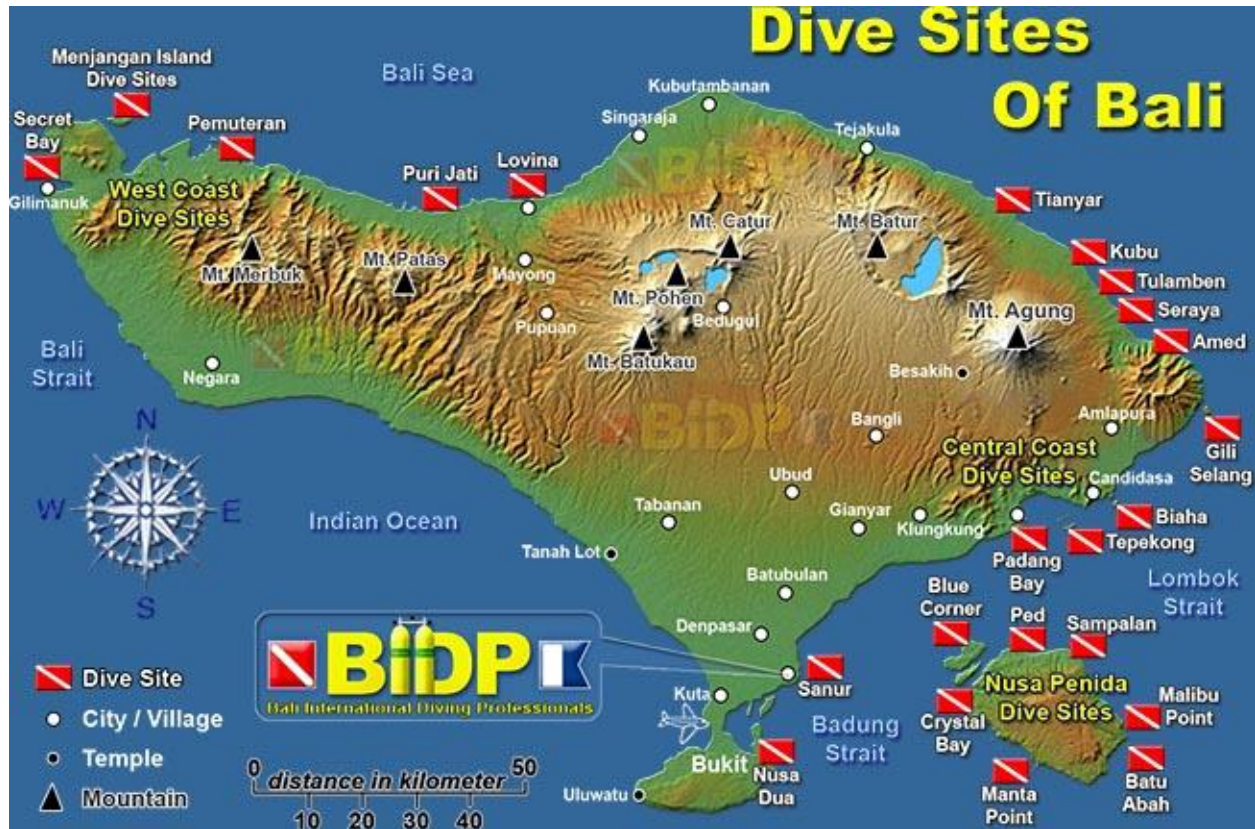 Dive Sites
Of Bali
Menjangan Island
Dive Sites
Bali Sea
Kubutambanan
Secret
Bay
Pemuteran
Singaraja
Tejakula
Gilimanuk
West Coast
Dive Sites
Puri Jati
Lovina
BiDP
Tianyar
Mt. Merbuk
Mt. Patas
Mayong
Mt. Catur
Mt. Batur
Kubu
Mt. Pohen
Tulamben
Pupuan
Bedugul
Mt. Agung
Seraya
Bali
Strait
Negara
Mt. Batukau
Besakih
Amed
BiDP
Bangli
Amlapura
N
W
E
S
Central Coast
Dive Sites
Gili
Selang
Indian Ocean
Ubud
Candidasa
Tabanan
Gianyar
Klungkung
Biaha
Tanah Lot
Padang
Bay
Tepekong
Batubulan
Blue
Corner
Ped
Sampalan
Lombok
Strait
BiDP
Bali International Diving Professionals
Denpasar
Sanur
Kuta
Nusa Penida
Dive Sites
Crystal
Bay
Malibu
Point
Badung
Strait
Bukit
Nusa
Dua
Uluwatu
Manta
Point
Batu
Abah
Dive Site
City / Village
Temple
Mountain
0 distance in kilometer 50
10 20 30 40